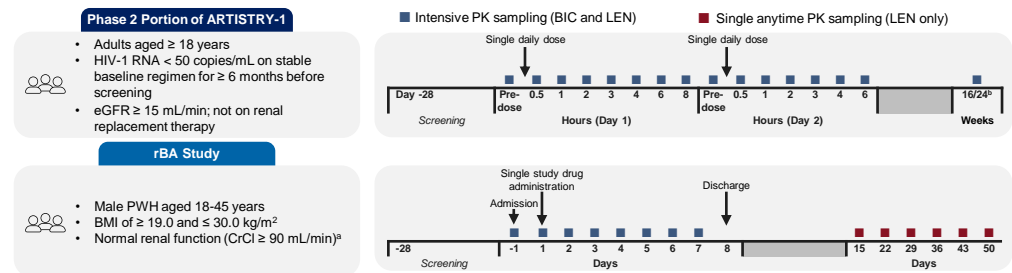 Phase 2 Portion of ARTISTRY-1
• Adults aged ≥ 18 years
• HIV-1 RNA < 50 copies/mL on stable
baseline regimen for ≥ 6 months before
screening
• eGFR ≥ 15 mL/min; not on renal
replacement therapy
Intensive PK sampling (BIC and LEN)
Single anytime PK sampling (LEN only)
Single daily dose
Single daily dose
Day -28
Pre-dose 0.5 1 2 3 4 6 8
Pre-dose 0.5 1 2 3 4 6
16/24ᵇ
Screening
Hours (Day 1)
Hours (Day 2)
Weeks
rBA Study
• Male PWH aged 18-45 years
• BMI of ≥ 19.0 and ≤ 30.0 kg/m²
• Normal renal function (CrCl ≥ 90 mL/min)ᵃ
Single study drug
administration
Admission
Discharge
-28
-1 1 2 3 4 5 6 7 8
15 22 29 36 43 50
Screening
Days
Days